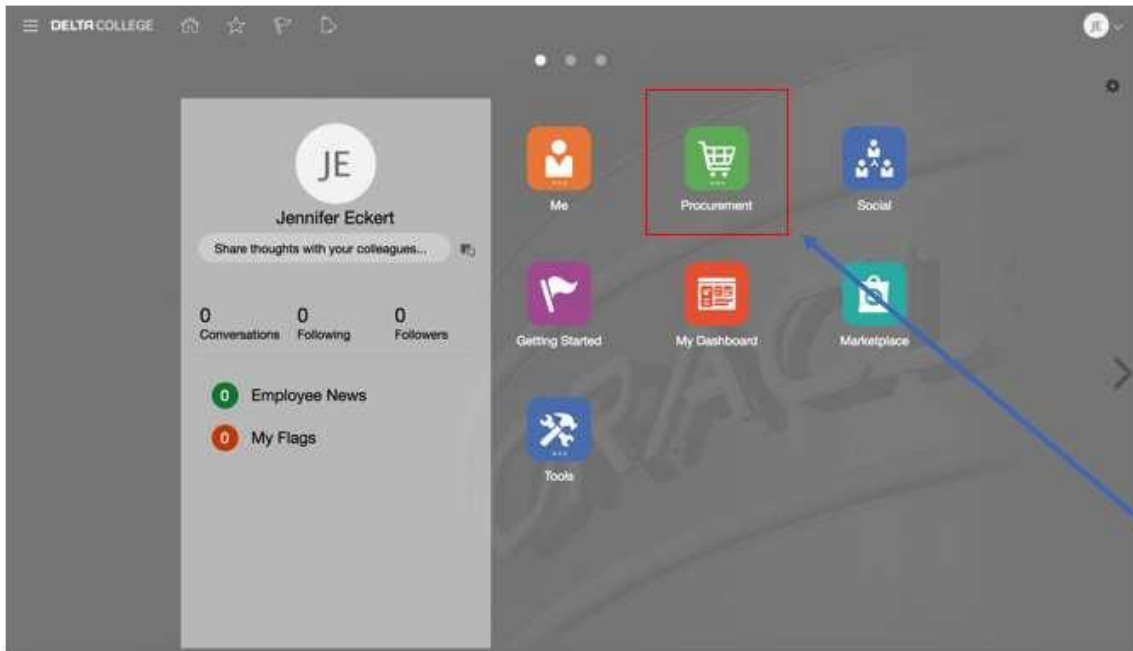 DELTA COLLEGE
JE
JE
Jennifer Eckert
Share thoughts with your colleagues...
0 0 0
Conversations Following Followers
0 Employee News
0 My Flags
Me Procurement Social
Getting Started My Dashboard Marketplace
Tools
ORACL